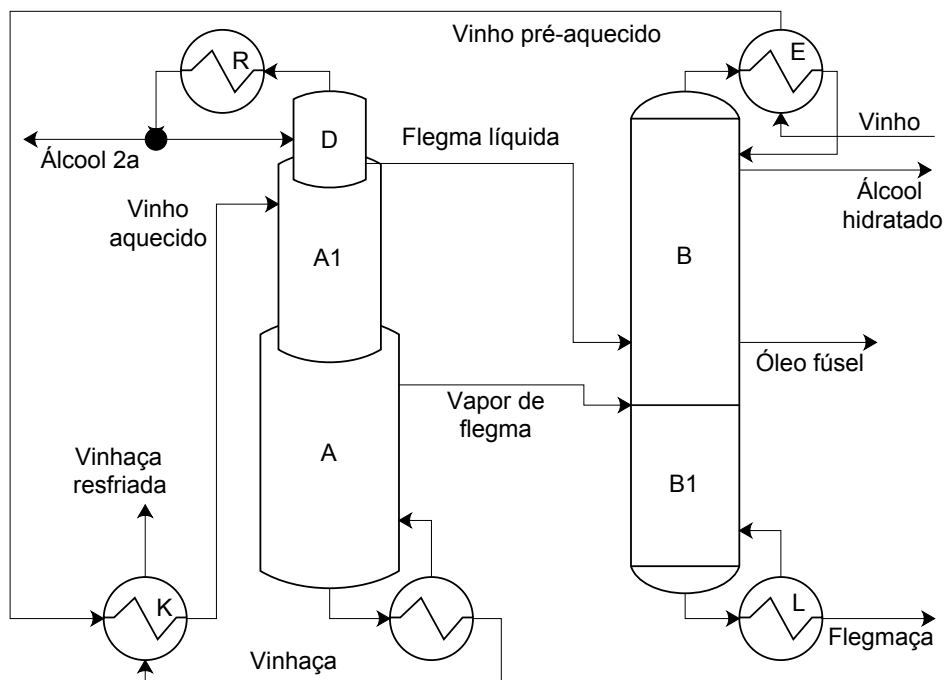 Vinho pré-aquecido
E
R
D
Flegma líquida
Vinho
Álcool 2a
Álcool
hidratado
Vinho
aquecido
A1
B
Óleo fúsel
Vapor de
flegma
A
Vinhaça
resfriada
B1
K
L
Flegmaça
Vinhaça